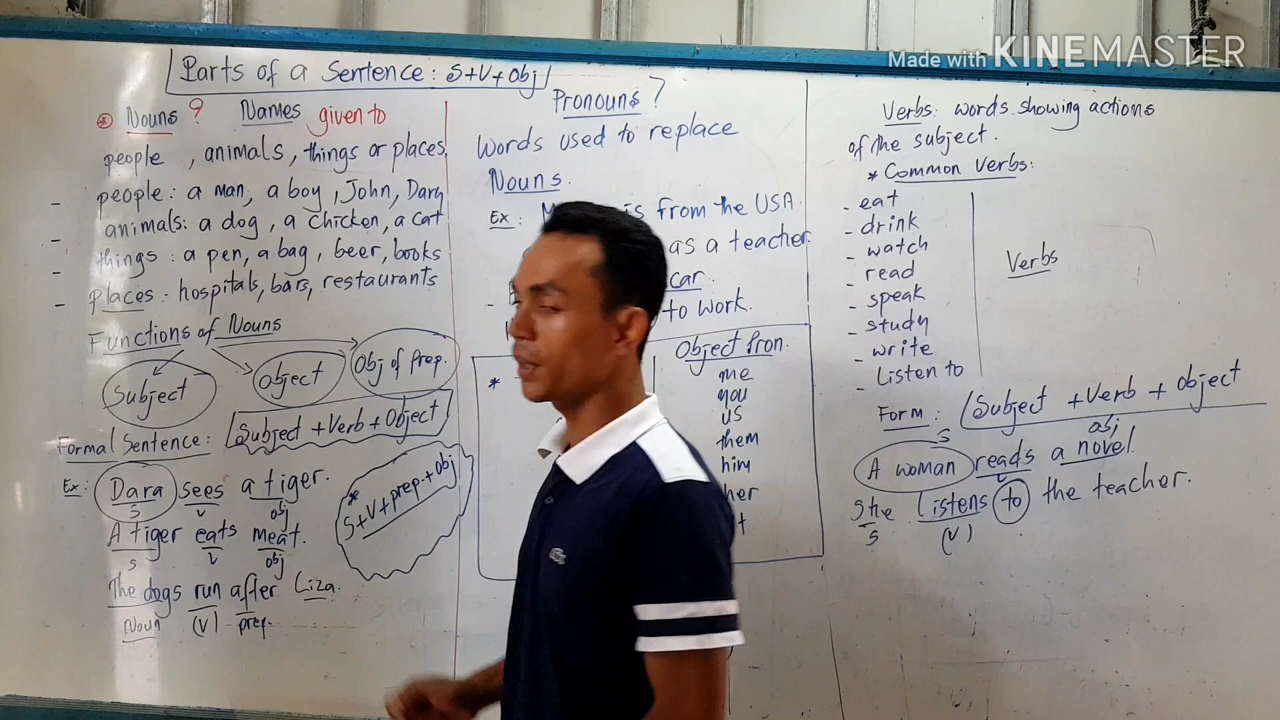 Made with KINEMASTER
Parts of a Sentence: S+V+Obj
Nouns? Names given to
people, animals, things or places
- people: a man, a boy, John, Dara
- animals: a dog, a chicken, a cat
- things: a pen, a bag, beer, books
- Places: hospitals, bars, restaurants
Functions of Nouns
Subject
Object
Obj of Prep.
Formal Sentence: Subject + Verb + Object
Ex: Dara sees a tiger.
S V obj
* S+V+prep+obj
A tiger eats meat.
S V obj
The dogs run after Liza.
Noun (V) prep.
Pronouns?
Words used to replace
Nouns.
Ex: is from the USA.
as a teacher.
car.
to work.
*
Object Pron.
me
you
us
them
him
her
Verbs: words showing actions
of the subject.
* Common Verbs:
- eat
- drink
- watch
- read
- speak
- study
- write
- Listen to
Verbs
Form: Subject + Verb + Object
S obj
A woman reads a novel.
V
She listens to the teacher.
S (V)